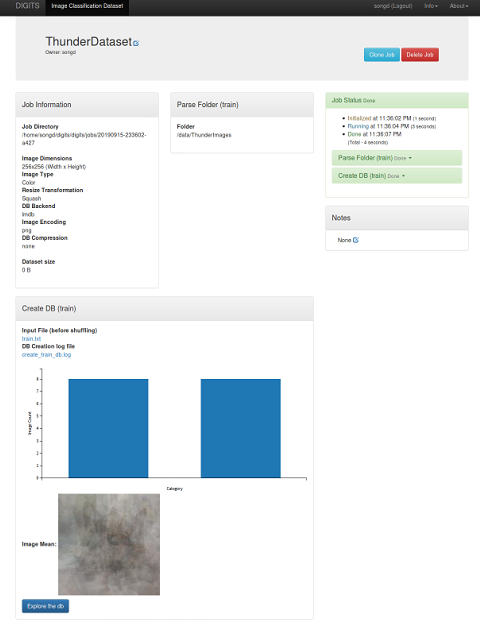 DIGITS Image Classification Dataset songd (Logout) Info About
ThunderDataset
Owner: songd
Clone Job Delete Job
Job Information
Job Directory
/home/songd/digits/digits/jobs/20190915-233602-
a427
Image Dimensions
256x256 (Width x Height)
Image Type
Color
Resize Transformation
Squash
DB Backend
lmdb
Image Encoding
png
DB Compression
none
Dataset size
0 B
Parse Folder (train)
Folder
/data/ThunderImages
Job Status Done
Initialized at 11:36:02 PM (1 second)
Running at 11:36:04 PM (3 seconds)
Done at 11:36:07 PM
(Total - 4 seconds)
Parse Folder (train) Done
Create DB (train) Done
Notes
None
Create DB (train)
Input File (before shuffling)
train.txt
DB Creation log file
create_train_db.log
Image Count
8
7
6
5
4
3
2
1
0
Category
Image Mean:
Explore the db